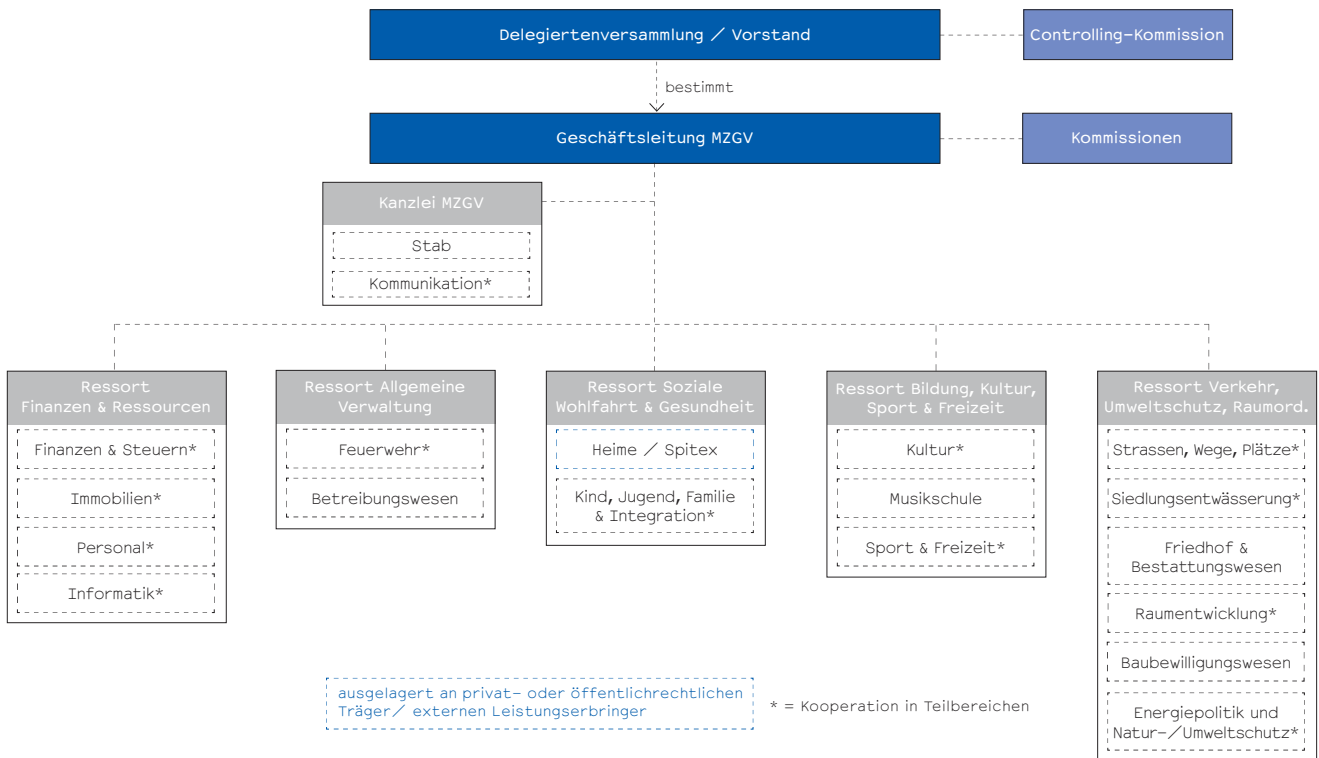 Delegiertenversammlung / Vorstand
Controlling-Kommission
bestimmt
Geschäftsleitung MZGV
Kommissionen
Kanzlei MZGV
Stab
Kommunikation*
Ressort
Finanzen & Ressourcen
Finanzen & Steuern*
Immobilien*
Personal*
Informatik*
Ressort Allgemeine
Verwaltung
Feuerwehr*
Betreibungswesen
Ressort Soziale
Wohlfahrt & Gesundheit
Heime / Spitex
Kind, Jugend, Familie
& Integration*
Ressort Bildung, Kultur,
Sport & Freizeit
Kultur*
Musikschule
Sport & Freizeit*
Ressort Verkehr,
Umweltschutz, Raumord.
Strassen, Wege, Plätze*
Siedlungsentwässerung*
Friedhof &
Bestattungswesen
Raumentwicklung*
Baubewilligungswesen
Energiepolitik und
Natur-/Umweltschutz*
ausgelagert an privat- oder öffentlichrechtlichen
Träger/ externen Leistungserbringer
* = Kooperation in Teilbereichen